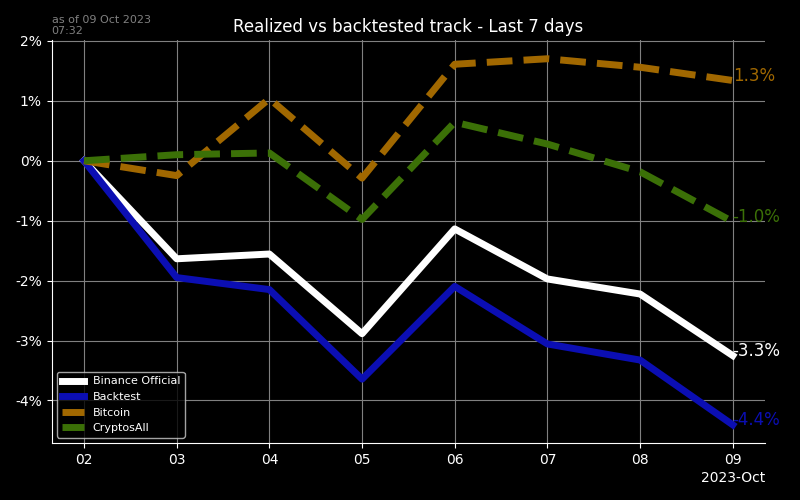 as of 09 Oct 2023
07:32
Realized vs backtested track - Last 7 days
2%
1%
0%
-1%
-2%
-3%
-4%
1.3%
-1.0%
-3.3%
-4.4%
Binance Official
Backtest
Bitcoin
CryptosAll
02 03 04 05 06 07 08 09
2023-Oct